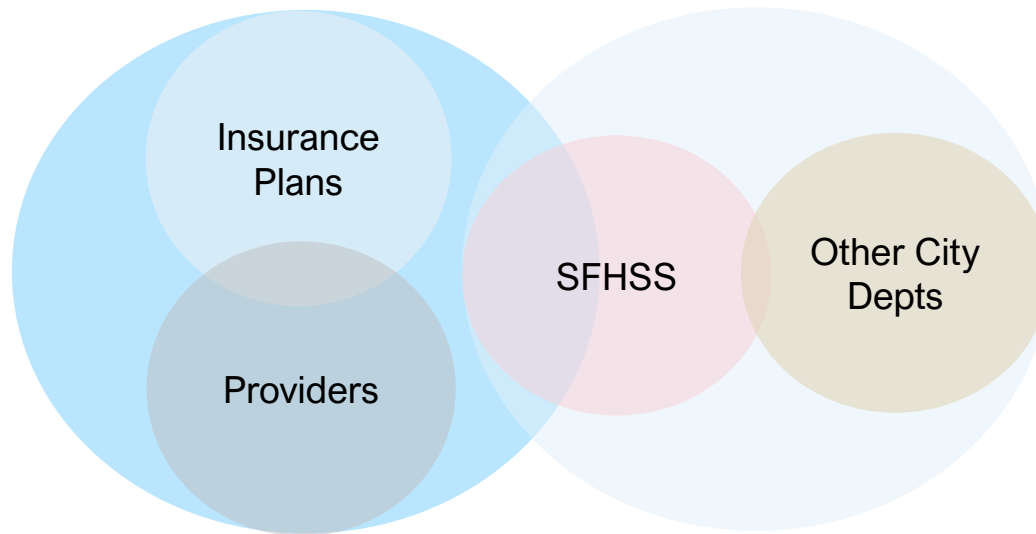 Insurance
Plans
Providers
SFHSS
Other City
Depts